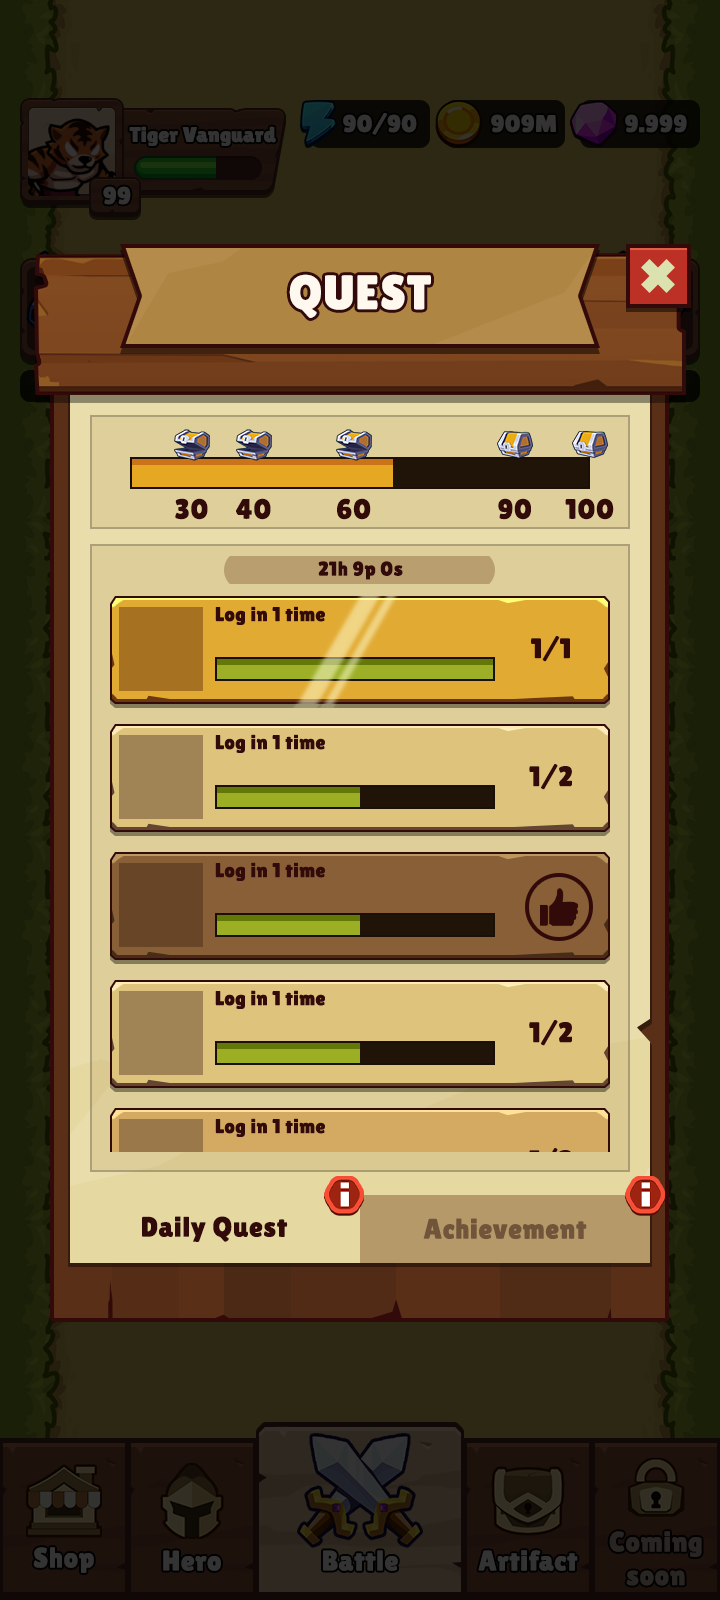 Tiger Vanguard
90/90
909M
9.999
99
QUEST
30 40 60 90 100
21h 9p 0s
Log in 1 time
1/1
Log in 1 time
1/2
Log in 1 time
Log in 1 time
1/2
Log in 1 time
Daily Quest
Achievement
Shop
Hero
Battle
Artifact
Coming
soon